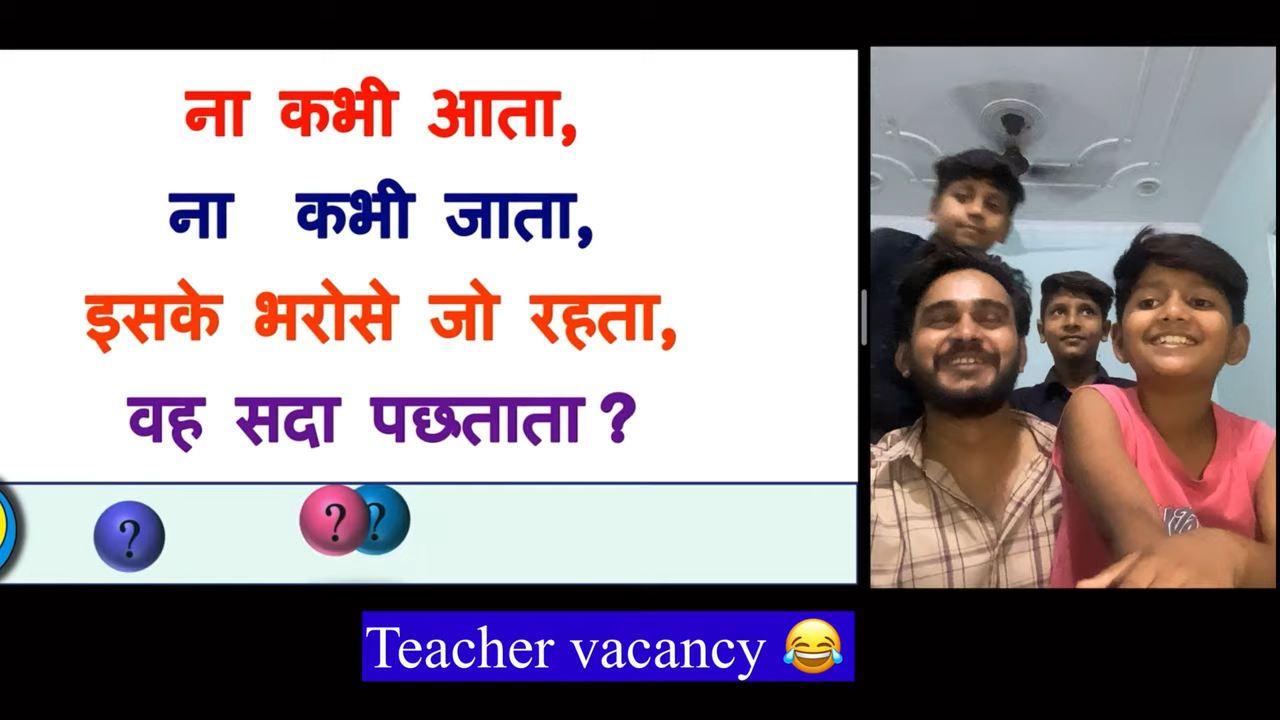 ना कभी आता,
ना कभी जाता,
इसके भरोसे जो रहता,
वह सदा पछताता ?
?
? ?
Teacher vacancy 😂